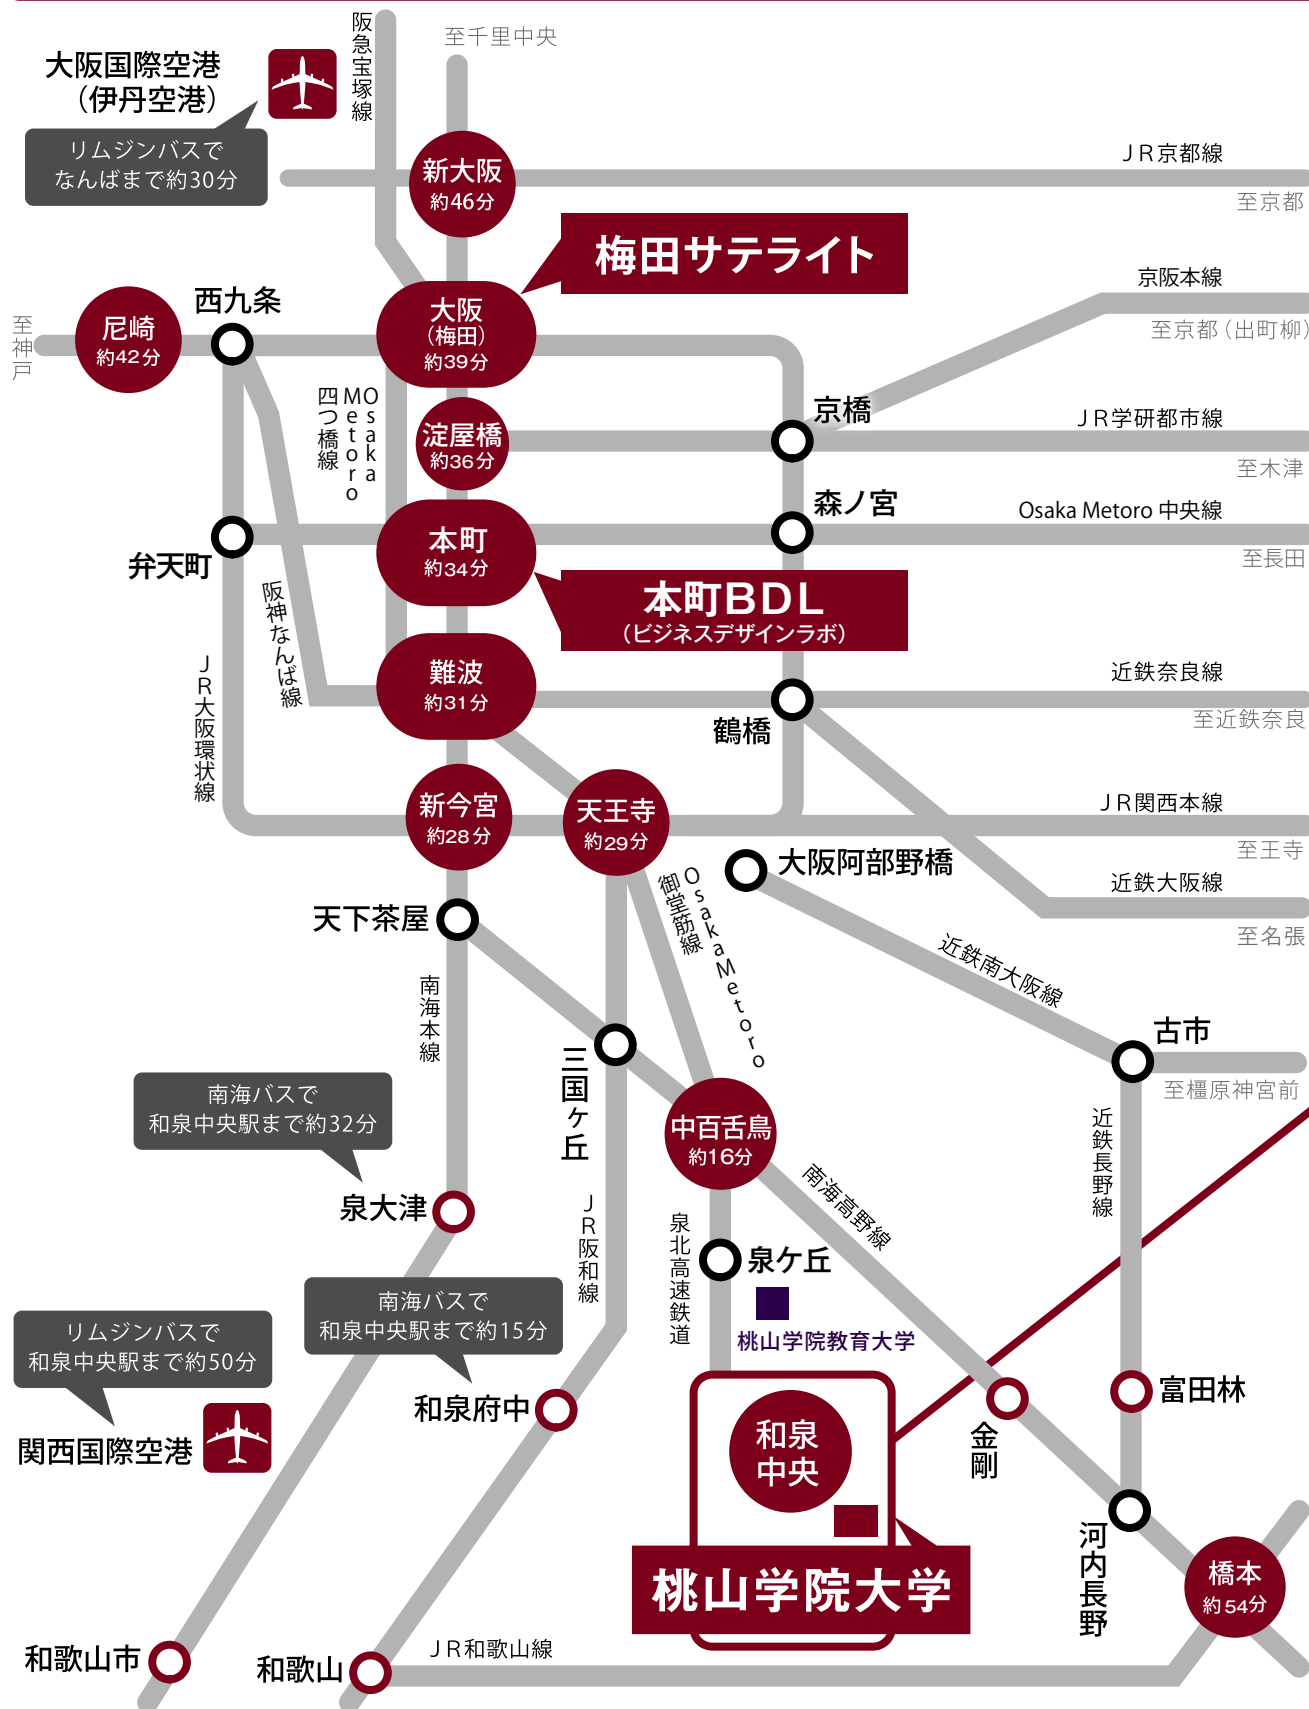 阪急宝塚線
至千里中央
大阪国際空港
（伊丹空港）
リムジンバスで
なんばまで約30分
新大阪
約46分
ＪＲ京都線
至京都
梅田サテライト
京阪本線
至京都（出町柳）
西九条
尼崎
約42分
至神戸
大阪
（梅田）
約39分
Osaka
Metoro
四つ橋線
淀屋橋
約36分
京橋
ＪＲ学研都市線
至木津
森ノ宮
Osaka Metoro 中央線
至長田
弁天町
本町
約34分
本町ＢＤＬ
（ビジネスデザインラボ）
阪神なんば線
ＪＲ大阪環状線
難波
約31分
近鉄奈良線
至近鉄奈良
鶴橋
新今宮
約28分
天王寺
約29分
ＪＲ関西本線
至王寺
大阪阿部野橋
近鉄大阪線
至名張
OsakaMetoro
御堂筋線
天下茶屋
近鉄南大阪線
南海本線
古市
至橿原神宮前
三国ヶ丘
南海バスで
和泉中央駅まで約32分
中百舌鳥
約16分
近鉄長野線
南海高野線
泉大津
ＪＲ阪和線
泉北高速鉄道
泉ケ丘
桃山学院教育大学
南海バスで
和泉中央駅まで約15分
リムジンバスで
和泉中央駅まで約50分
和泉府中
関西国際空港
和泉
中央
金剛
富田林
河内長野
桃山学院大学
橋本
約54分
和歌山市
和歌山
ＪＲ和歌山線